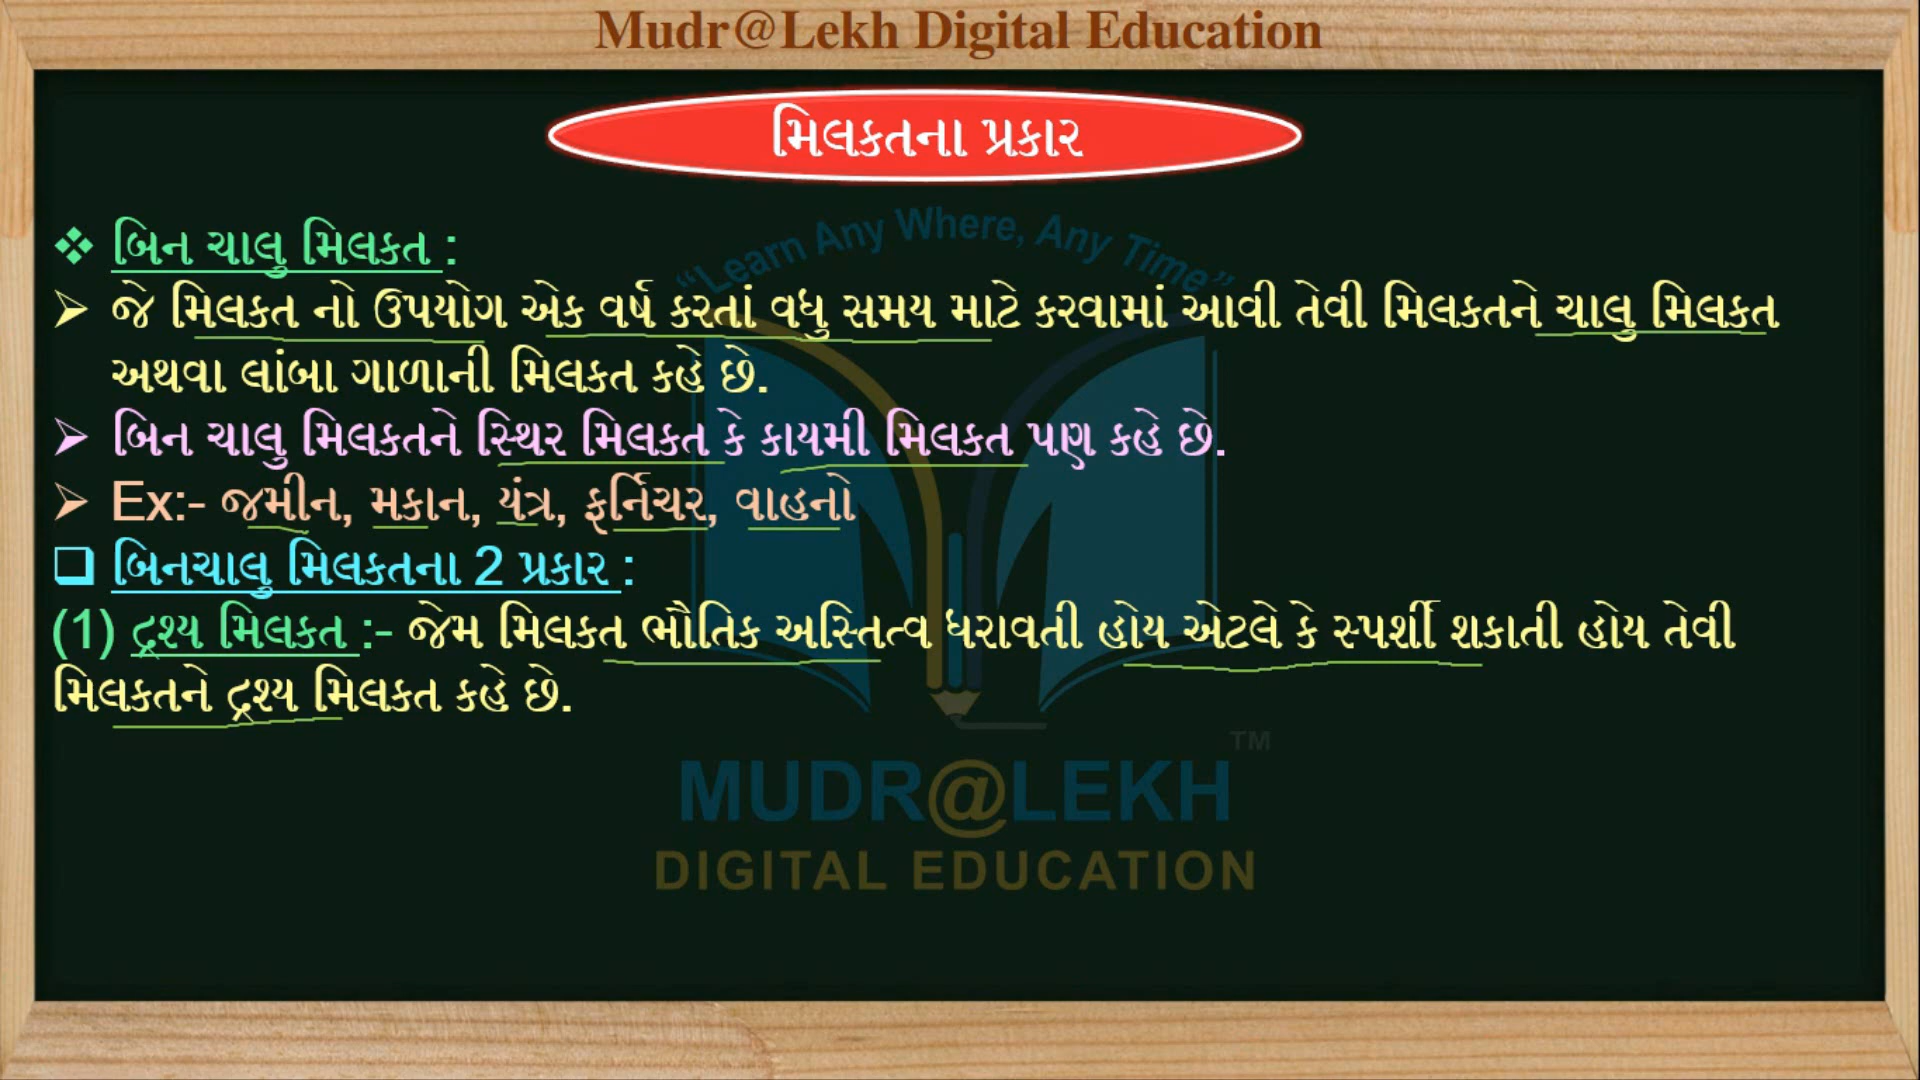 Mudr@Lekh Digital Education
મિલકતના પ્રકાર
❖ બિન ચાલુ મિલકત :
➢ જે મિલકત નો ઉપયોગ એક વર્ષ કરતાં વધુ સમય માટે કરવામાં આવી તેવી મિલકતને ચાલુ મિલકત
અથવા લાંબા ગાળાની મિલકત કહે છે.
➢ બિન ચાલુ મિલકતને સ્થિર મિલકત કે કાયમી મિલકત પણ કહે છે.
➢ Ex:- જમીન, મકાન, યંત્ર, ફર્નિચર, વાહનો
❑ બિનચાલુ મિલકતના 2 પ્રકાર :
(1) દ્રશ્ય મિલકત :- જેમ મિલકત ભૌતિક અસ્તિત્વ ધરાવતી હોય એટલે કે સ્પર્શી શકાતી હોય તેવી
મિલકતને દ્રશ્ય મિલકત કહે છે.
“Learn Any Where, Any Time”
MUDR@LEKH TM
DIGITAL EDUCATION